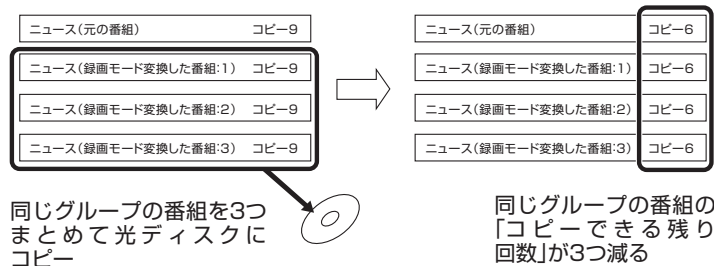 ニュース(元の番組) コピー9
ニュース(録画モード変換した番組:1) コピー9
ニュース(録画モード変換した番組:2) コピー9
ニュース(録画モード変換した番組:3) コピー9
同じグループの番組を3つ
まとめて光ディスクに
コピー
ニュース(元の番組) コピー6
ニュース(録画モード変換した番組:1) コピー6
ニュース(録画モード変換した番組:2) コピー6
ニュース(録画モード変換した番組:3) コピー6
同じグループの番組の
「コピーできる残り
回数」が3つ減る